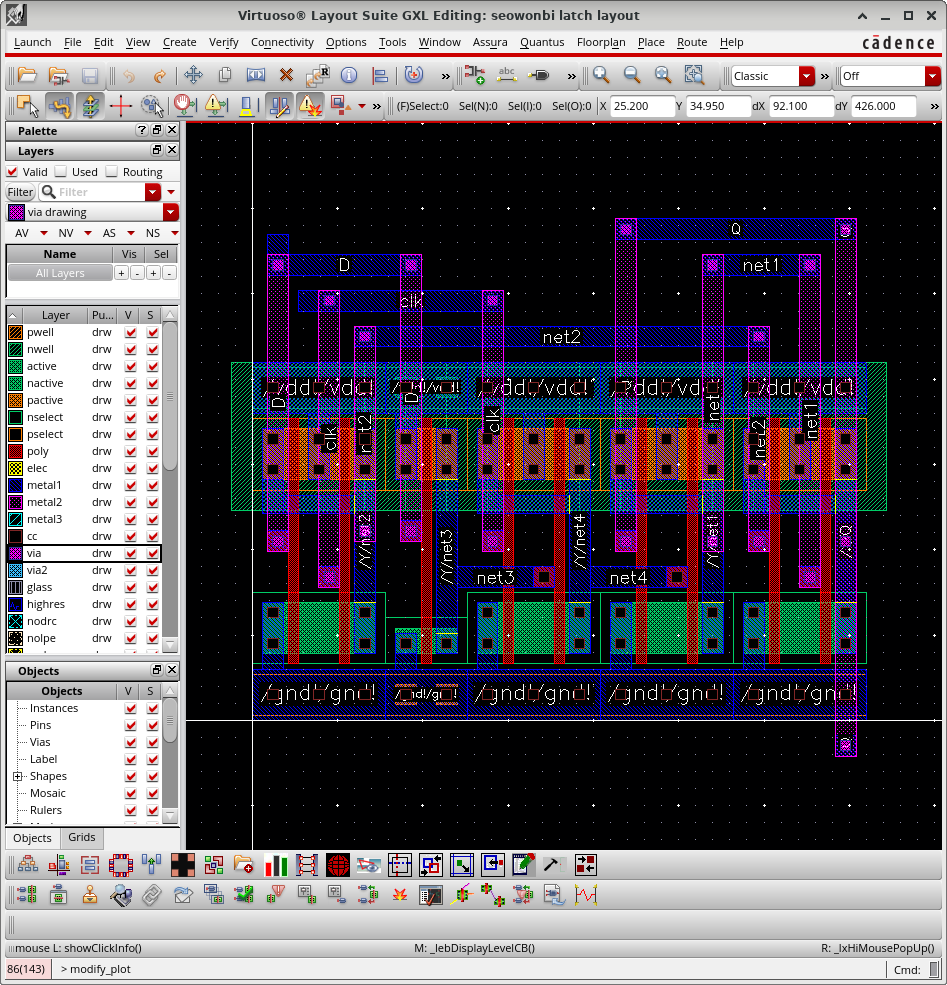 Virtuoso® Layout Suite GXL Editing: seowonbi latch layout
Launch File Edit View Create Verify Connectivity Options Tools Window Assura Quantus Floorplan Place Route Help
cādence
abc
Classic
Off
(F)Select:0 Sel(N):0 Sel(I):0 Sel(O):0 X 25.200 Y 34.950 dX 92.100 dY 426.000
Palette
Layers
Valid Used Routing
Filter Filter
via drawing
AV NV AS NS
Name Vis Sel
All Layers + - + -
Layer Pu... V S
pwell drw
nwell drw
active drw
nactive drw
pactive drw
nselect drw
pselect drw
poly drw
elec drw
metal1 drw
metal2 drw
metal3 drw
cc drw
via drw
via2 drw
glass drw
highres drw
nodrc drw
nolpe drw
Objects
Objects V S
Instances
Pins
Vias
Label
Shapes
Mosaic
Rulers
Objects Grids
Q
D
net1
clk
net2
/vdd!/vdd! /vdd!/vdd! /vdd!/vdd! /vdd!/vdd! /vdd!/vdd!
D
clk
net2
D
clk
net1
net2
net1
/Y/net2
/Y/net3
/Y/net4
/Y/net1
net3
net4
/gnd!/gnd! /gnd!/gnd! /gnd!/gnd! /gnd!/gnd! /gnd!/gnd!
mouse L: showClickInfo() M: _lebDisplayLevelCB() R: _lxHiMousePopUp()
86(143) > modify_plot Cmd: